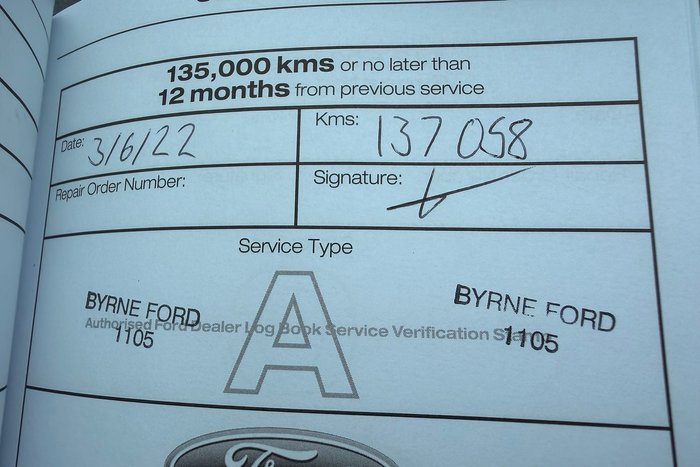 135,000 kms or no later than
12 months from previous service
Date: 3/6/22
Kms: 137 058
Repair Order Number:
Signature:
Service Type
A
BYRNE FORD
1105
Authorised Ford Dealer Log Book Service Verification
BYRNE FORD
1105